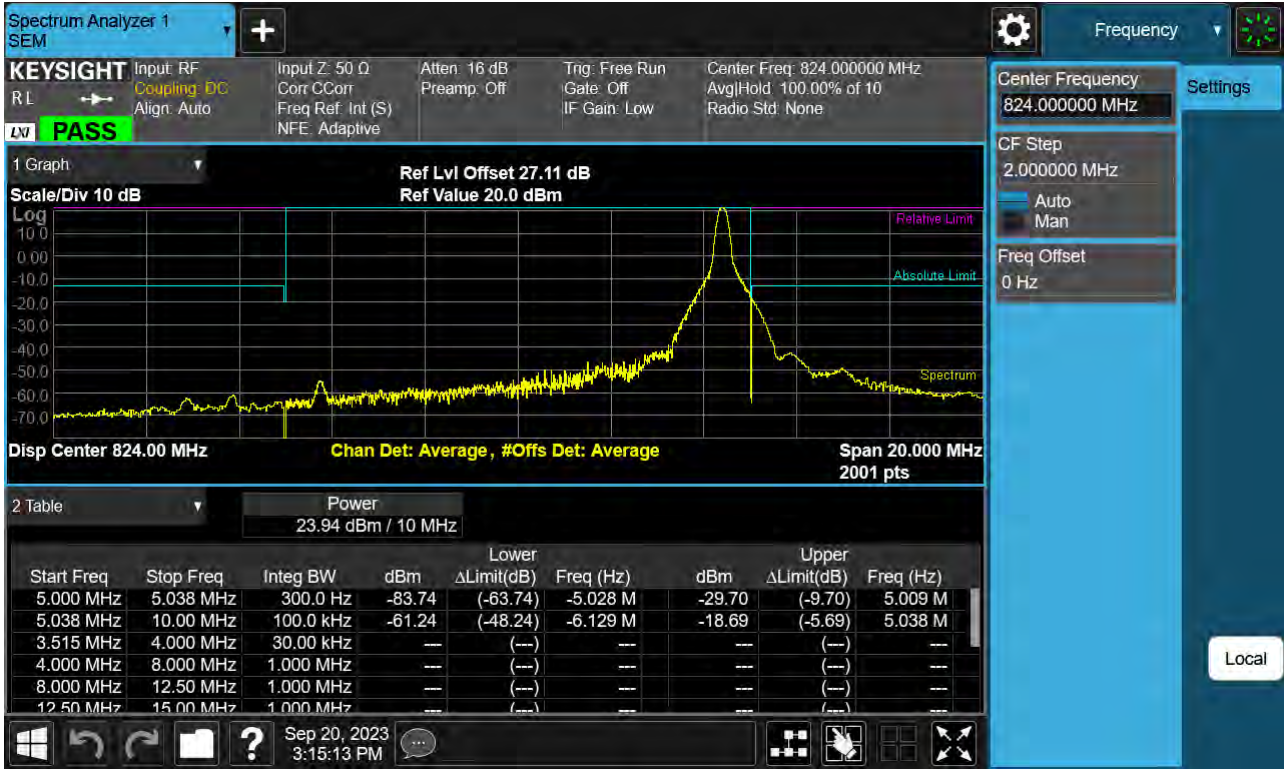 Spectrum Analyzer 1
SEM
Frequency
KEYSIGHT
R L
LXI
PASS
Input: RF
Coupling: DC
Align: Auto
Input Z: 50 Ω
Corr CCorr
Freq Ref: Int (S)
NFE: Adaptive
Atten: 16 dB
Preamp: Off
Trig: Free Run
Gate: Off
IF Gain: Low
Center Freq: 824.000000 MHz
Avg|Hold: 100.00% of 10
Radio Std: None
Center Frequency
824.000000 MHz
Settings
CF Step
2.000000 MHz
Auto
Man
Freq Offset
0 Hz
Local
1 Graph
Scale/Div 10 dB
Ref Lvl Offset 27.11 dB
Ref Value 20.0 dBm
Log
10.0
0.00
-10.0
-20.0
-30.0
-40.0
-50.0
-60.0
-70.0
Relative Limit
Absolute Limit
Spectrum
Disp Center 824.00 MHz
Chan Det: Average, #Offs Det: Average
Span 20.000 MHz
2001 pts
2 Table
Power
23.94 dBm / 10 MHz
Lower Upper
Start Freq Stop Freq Integ BW dBm ΔLimit(dB) Freq (Hz) dBm ΔLimit(dB) Freq (Hz)
5.000 MHz 5.038 MHz 300.0 Hz -83.74 (-63.74) -5.028 M -29.70 (-9.70) 5.009 M
5.038 MHz 10.00 MHz 100.0 kHz -61.24 (-48.24) -6.129 M -18.69 (-5.69) 5.038 M
3.515 MHz 4.000 MHz 30.00 kHz --- (---) --- --- (---) ---
4.000 MHz 8.000 MHz 1.000 MHz --- (---) --- --- (---) ---
8.000 MHz 12.50 MHz 1.000 MHz --- (---) --- --- (---) ---
12.50 MHz 15.00 MHz 1.000 MHz --- (---) --- --- (---) ---
Sep 20, 2023
3:15:13 PM